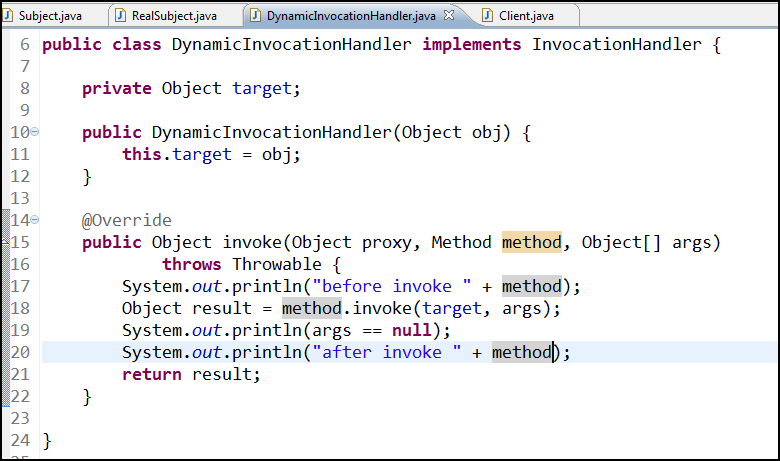 Subject.java RealSubject.java DynamicInvocationHandler.java Client.java
6 public class DynamicInvocationHandler implements InvocationHandler {
7
8 private Object target;
9
10 public DynamicInvocationHandler(Object obj) {
11 this.target = obj;
12 }
13
14 @Override
15 public Object invoke(Object proxy, Method method, Object[] args)
16 throws Throwable {
17 System.out.println("before invoke " + method);
18 Object result = method.invoke(target, args);
19 System.out.println(args == null);
20 System.out.println("after invoke " + method);
21 return result;
22 }
23
24 }